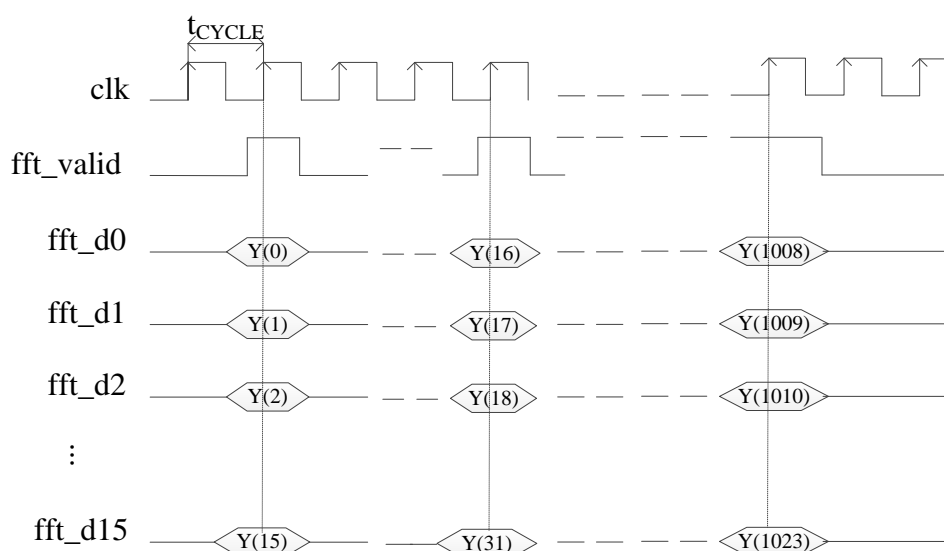 tCYCLE
clk
fft_valid
fft_d0 Y(0) Y(16) Y(1008)
fft_d1 Y(1) Y(17) Y(1009)
fft_d2 Y(2) Y(18) Y(1010)
⋮
fft_d15 Y(15) Y(31) Y(1023)